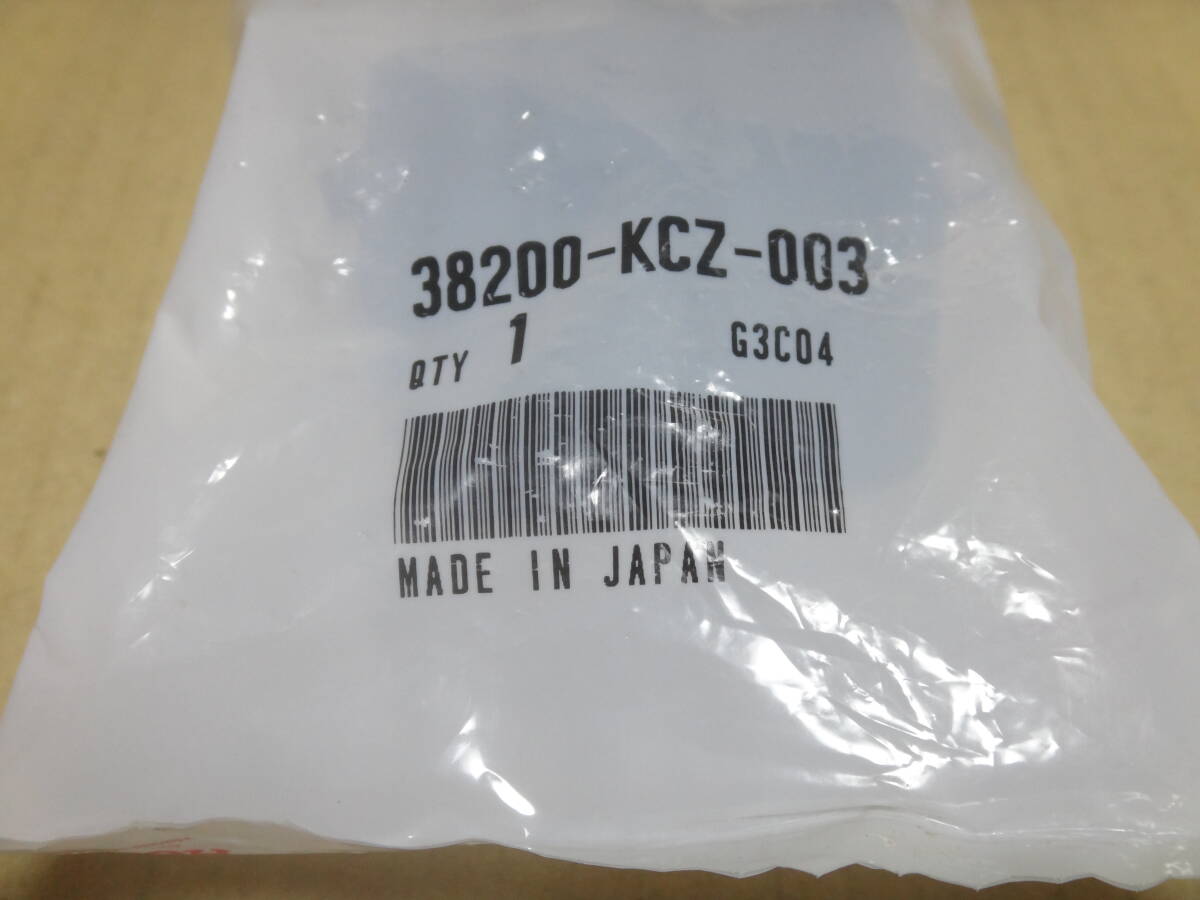 38200-KCZ-003
QTY 1 G3C04
MADE IN JAPAN